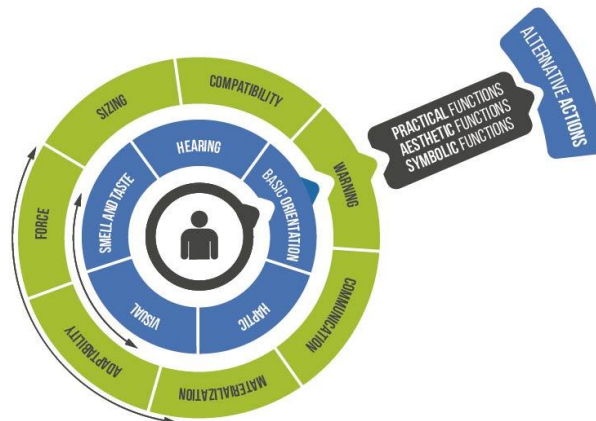 ALTERNATIVE ACTIONS
PRACTICAL FUNCTIONS
AESTHETIC FUNCTIONS
SYMBOLIC FUNCTIONS
COMPATIBILITY
SIZING
WARNING
FORCE
COMMUNICATION
ADAPTABILITY
MATERIALIZATION
HEARING
BASIC ORIENTATION
SMELL AND TASTE
HAPTIC
VISUAL